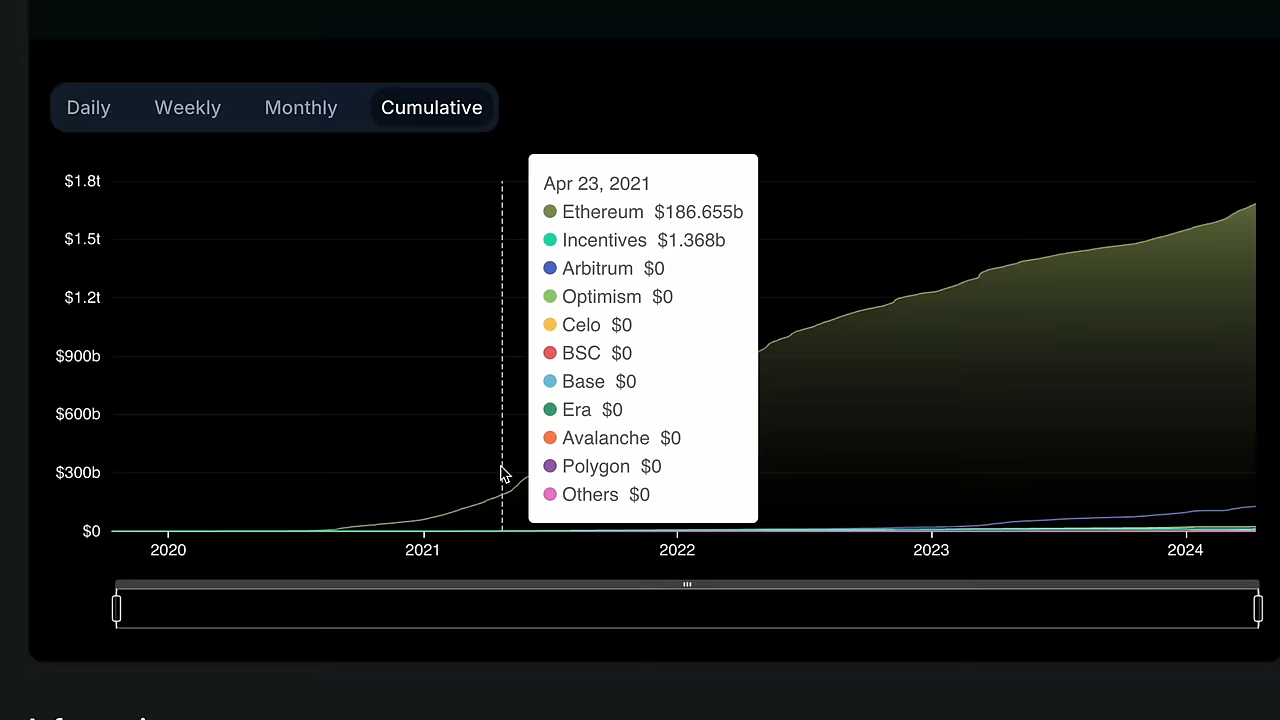 Daily Weekly Monthly Cumulative
$1.8t
$1.5t
$1.2t
$900b
$600b
$300b
$0
Apr 23, 2021
Ethereum $186.655b
Incentives $1.368b
Arbitrum $0
Optimism $0
Celo $0
BSC $0
Base $0
Era $0
Avalanche $0
Polygon $0
Others $0
2020 2021 2022 2023 2024